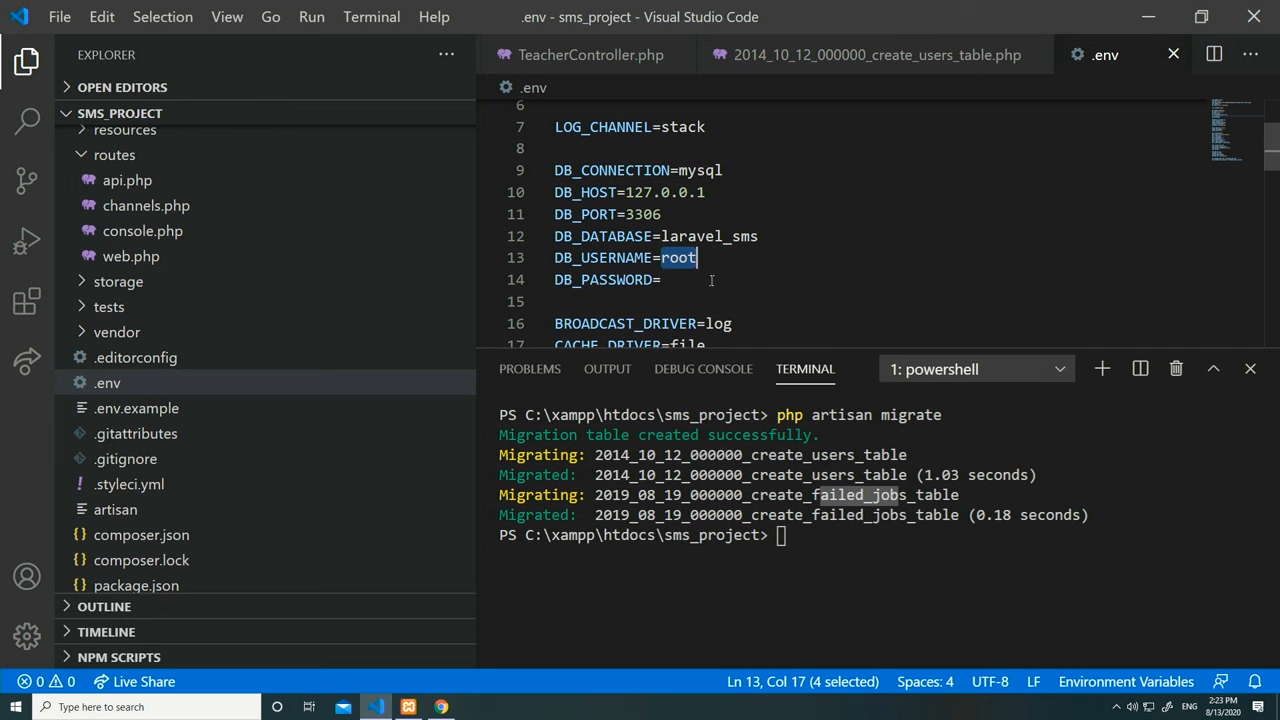 File Edit Selection View Go Run Terminal Help .env - sms_project - Visual Studio Code
EXPLORER
OPEN EDITORS
SMS_PROJECT
resources
routes
api.php
channels.php
console.php
web.php
storage
tests
vendor
.editorconfig
.env
.env.example
.gitattributes
.gitignore
.styleci.yml
artisan
composer.json
composer.lock
package.json
OUTLINE
TIMELINE
NPM SCRIPTS
TeacherController.php 2014_10_12_000000_create_users_table.php .env
.env
6
7 LOG_CHANNEL=stack
8
9 DB_CONNECTION=mysql
10 DB_HOST=127.0.0.1
11 DB_PORT=3306
12 DB_DATABASE=laravel_sms
13 DB_USERNAME=root
14 DB_PASSWORD=
15
16 BROADCAST_DRIVER=log
17 CACHE_DRIVER=file
PROBLEMS OUTPUT DEBUG CONSOLE TERMINAL 1: powershell
PS C:\xampp\htdocs\sms_project> php artisan migrate
Migration table created successfully.
Migrating: 2014_10_12_000000_create_users_table
Migrated: 2014_10_12_000000_create_users_table (1.03 seconds)
Migrating: 2019_08_19_000000_create_failed_jobs_table
Migrated: 2019_08_19_000000_create_failed_jobs_table (0.18 seconds)
PS C:\xampp\htdocs\sms_project>
0 0 Live Share Ln 13, Col 17 (4 selected) Spaces: 4 UTF-8 LF Environment Variables
Type here to search
2:23 PM
8/13/2020